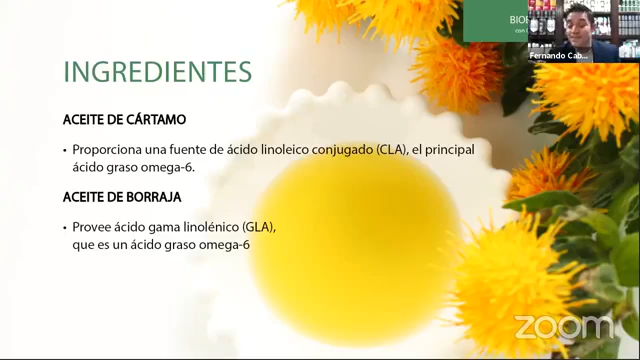 INGREDIENTES
ACEITE DE CÁRTAMO
• Proporciona una fuente de ácido linoleico conjugado (CLA), el principal
ácido graso omega-6.
ACEITE DE BORRAJA
• Provee ácido gama linolénico (GLA),
que es un ácido graso omega-6
Fernando Cab...
zoom